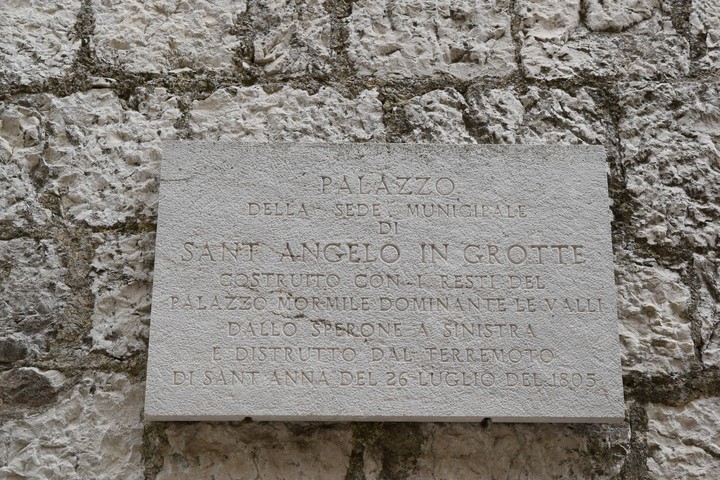 PALAZZO
DELLA SEDE MUNICIPALE
DI
SANT ANGELO IN GROTTE
COSTRUITO CON I RESTI DEL
PALAZZO MORMILE DOMINANTE LE VALLI
DALLO SPERONE A SINISTRA
E DISTRUTTO DAL TERREMOTO
DI SANT ANNA DEL 26 LUGLIO DEL 1805